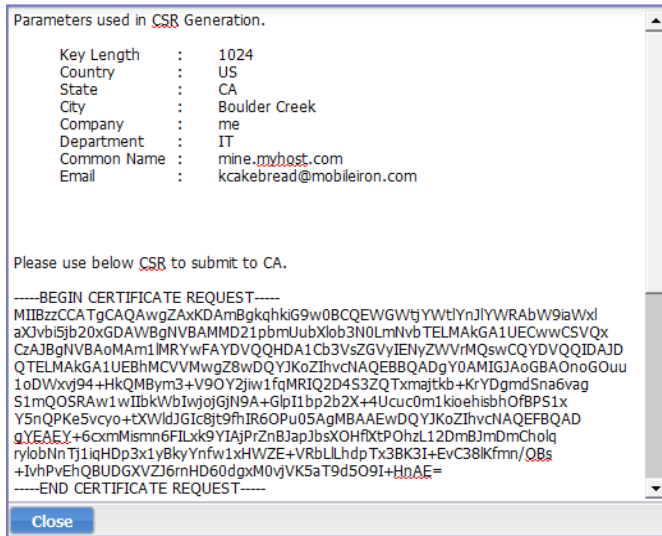 Parameters used in CSR Generation.
Key Length : 1024
Country : US
State : CA
City : Boulder Creek
Company : me
Department : IT
Common Name : mine.myhost.com
Email : kcakebread@mobileiron.com
Please use below CSR to submit to CA.
-----BEGIN CERTIFICATE REQUEST-----
MIIBzzCCATgCAQAwgZAxKDAmBgkqhkiG9w0BCQEWGWtjYWtlYnJlYWRAbW9iaWxl
aXJvbi5jb20xGDAWBgNVBAMMD21pbmUubXlob3N0LmNvbTELMAkGA1UECwwCSVQx
CzAJBgNVBAoMAm1lMRYwFAYDVQQHDA1Cb3VsZGVyIENyZWVrMQswCQYDVQQIDAJD
QTELMAkGA1UEBhMCVVMwgZ8wDQYJKoZIhvcNAQEBBQADgY0AMIGJAoGBAOnoGOuu
1oDWxvj94+HkQMBym3+V9OY2jiw1fqMRIQ2D4S3ZQTxmajtkb+KrYDgmdSna6vag
S1mQOSRAw1wIIbkWbIwjojGjN9A+GlpI1bp2b2X+4Ucuc0m1kioehisbhOfBPS1x
Y5nQPKe5vcyo+tXWldJGIc8jt9fhIR6OPu05AgMBAAEwDQYJKoZIhvcNAQEFBQAD
gYEAEY+6cxmMismn6FILxk9YIAjPrZnBJapJbsXOHflXtPOhzL12DmBJmDmCholq
rylobNnTj1iqHDp3x1yBkyYnfw1xHWZE+VRbLlLhdpTx3BK3I+EvC38lKfmn/OBs
+IvhPvEhQBUDGXVZJ6rnHD60dgxM0vjVK5aT9d5O9I+HnAE=
-----END CERTIFICATE REQUEST-----
Close